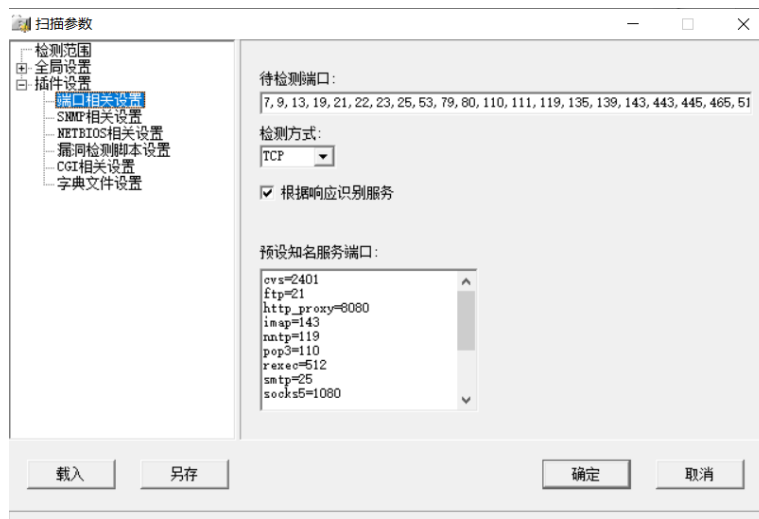 扫描参数
检测范围
全局设置
插件设置
端口相关设置
SNMP相关设置
NETBIOS相关设置
漏洞检测脚本设置
CGI相关设置
字典文件设置
待检测端口:
7, 9, 13, 19, 21, 22, 23, 25, 53, 79, 80, 110, 111, 119, 135, 139, 143, 443, 445, 465, 51
检测方式:
TCP
根据响应识别服务
预设知名服务端口:
cvs=2401
ftp=21
http_proxy=8080
imap=143
nntp=119
pop3=110
rexec=512
smtp=25
socks5=1080
载入
另存
确定
取消